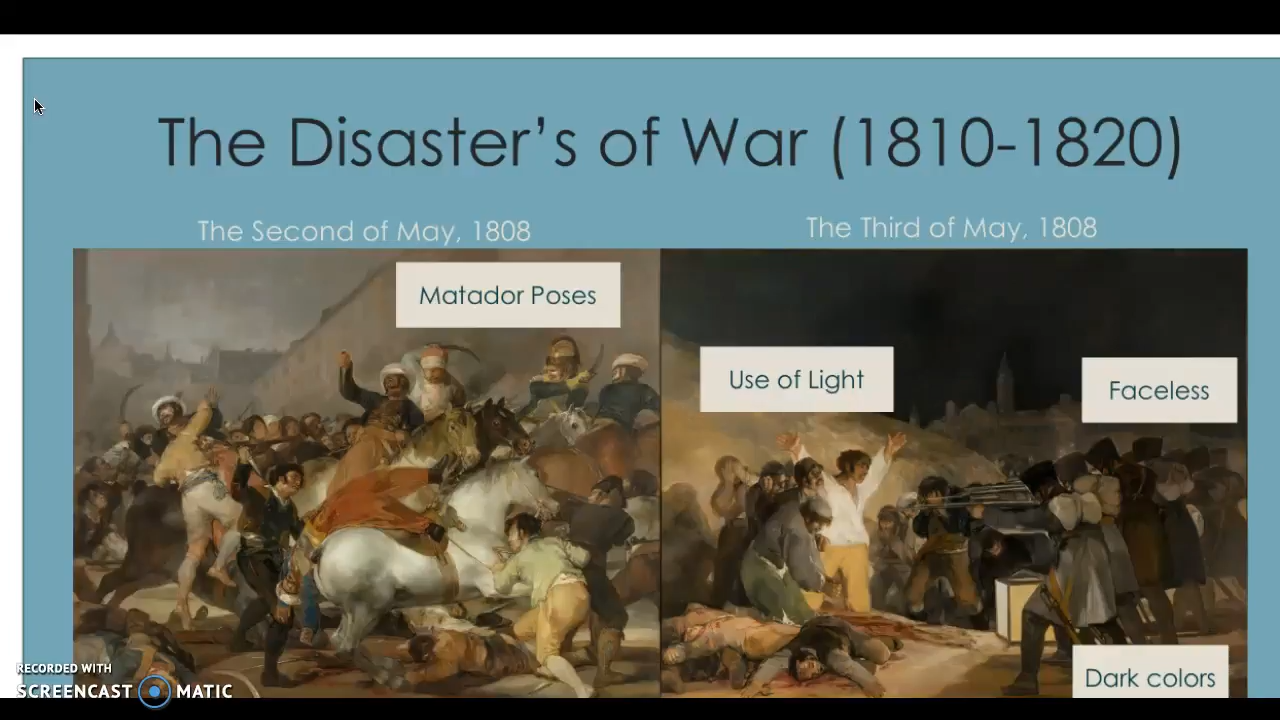 The Disaster’s of War (1810-1820)
The Second of May, 1808
The Third of May, 1808
Matador Poses
Use of Light
Faceless
Dark colors
RECORDED WITH
SCREENCAST MATIC